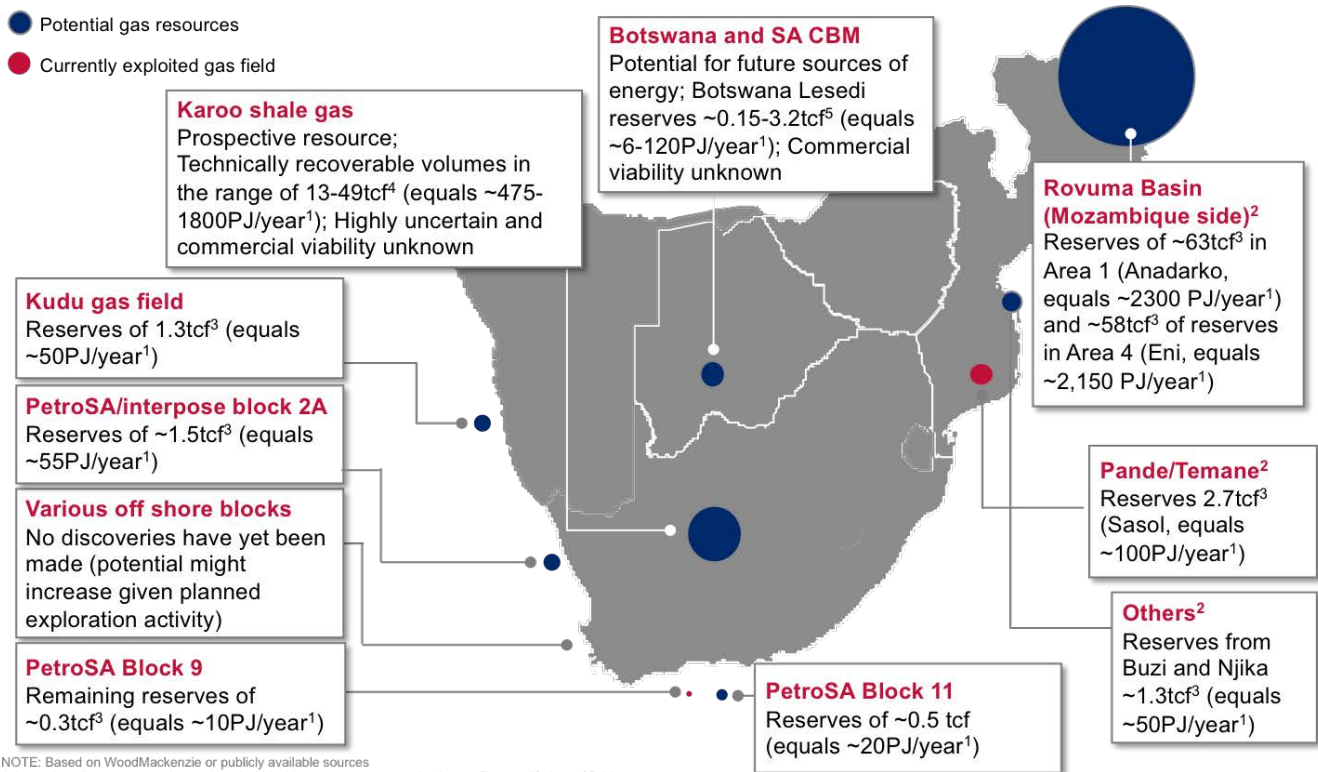 Potential gas resources
Currently exploited gas field
Karoo shale gas
Prospective resource;
Technically recoverable volumes in
the range of 13-49tcf⁴ (equals ~475-
1800PJ/year¹); Highly uncertain and
commercial viability unknown
Botswana and SA CBM
Potential for future sources of
energy; Botswana Lesedi
reserves ~0.15-3.2tcf⁵ (equals
~6-120PJ/year¹); Commercial
viability unknown
Rovuma Basin
(Mozambique side)²
Reserves of ~63tcf³ in
Area 1 (Anadarko,
equals ~2300 PJ/year¹)
and ~58tcf³ of reserves
in Area 4 (Eni, equals
~2,150 PJ/year¹)
Kudu gas field
Reserves of 1.3tcf³ (equals
~50PJ/year¹)
PetroSA/interpose block 2A
Reserves of ~1.5tcf³ (equals
~55PJ/year¹)
Various off shore blocks
No discoveries have yet been
made (potential might
increase given planned
exploration activity)
PetroSA Block 9
Remaining reserves of
~0.3tcf³ (equals ~10PJ/year¹)
PetroSA Block 11
Reserves of ~0.5 tcf
(equals ~20PJ/year¹)
Pande/Temane²
Reserves 2.7tcf³
(Sasol, equals
~100PJ/year¹)
Others²
Reserves from
Buzi and Njika
~1.3tcf³ (equals
~50PJ/year¹)
NOTE: Based on WoodMackenzie or publicly available sources